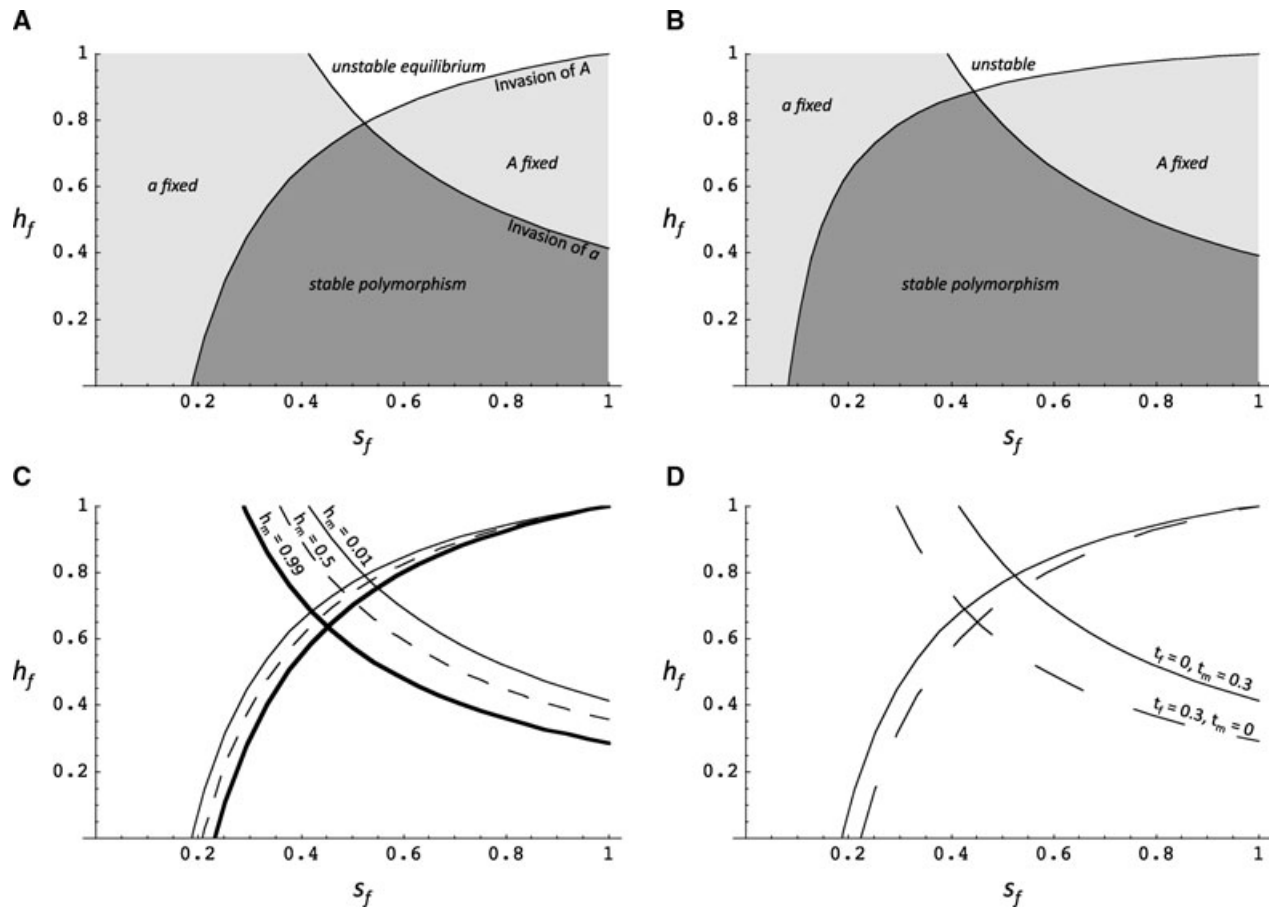 A
1
0.8
0.6
0.4
0.2
h_f
0.2
0.4
0.6
0.8
1
s_f
unstable equilibrium
Invasion of A
a fixed
A fixed
Invasion of a
stable polymorphism
B
1
0.8
0.6
0.4
0.2
h_f
0.2
0.4
0.6
0.8
1
s_f
unstable
a fixed
A fixed
stable polymorphism
C
1
0.8
0.6
0.4
0.2
h_f
0.2
0.4
0.6
0.8
1
s_f
h_m = 0.99
h_m = 0.5
h_m = 0.01
D
1
0.8
0.6
0.4
0.2
h_f
0.2
0.4
0.6
0.8
1
s_f
t_f = 0, t_m = 0.3
t_f = 0.3, t_m = 0